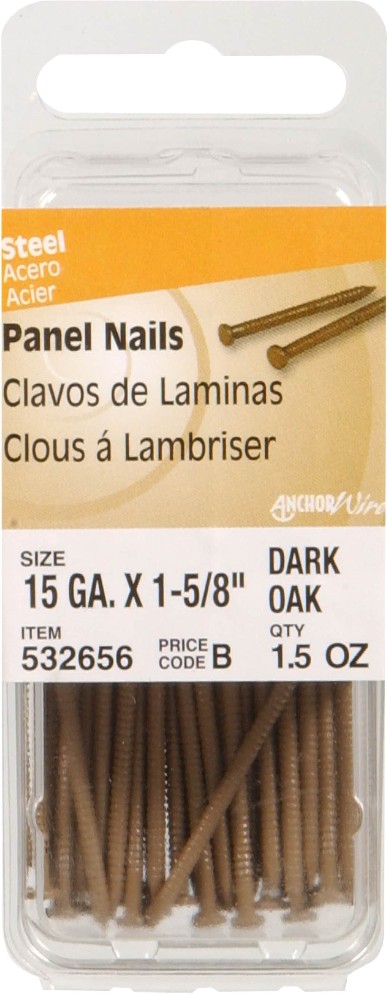 Steel
Acero
Acier
Panel Nails
Clavos de Laminas
Clous á Lambriser
ANCHOR Wire
SIZE
15 GA. X 1-5/8"
DARK
OAK
ITEM
532656
PRICE
CODE B
QTY
1.5 OZ